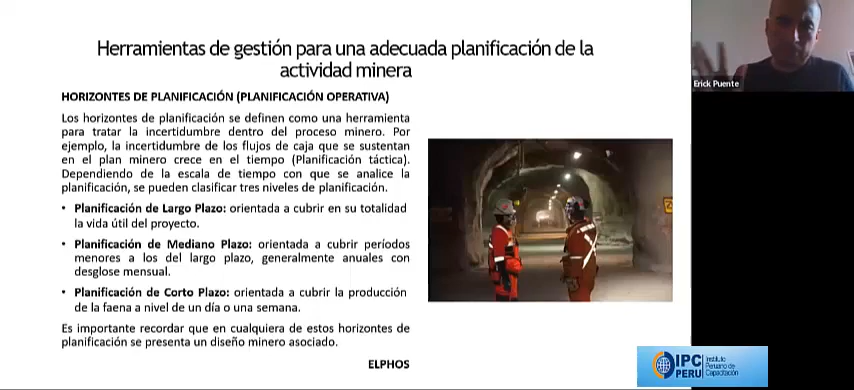 Herramientas de gestión para una adecuada planificación de la
actividad minera
HORIZONTES DE PLANIFICACIÓN (PLANIFICACIÓN OPERATIVA)
Los horizontes de planificación se definen como una herramienta
para tratar la incertidumbre dentro del proceso minero. Por
ejemplo, la incertidumbre de los flujos de caja que se sustentan
en el plan minero crece en el tiempo (Planificación táctica).
Dependiendo de la escala de tiempo con que se analice la
planificación, se pueden clasificar tres niveles de planificación.
• Planificación de Largo Plazo: orientada a cubrir en su totalidad
la vida útil del proyecto.
• Planificación de Mediano Plazo: orientada a cubrir períodos
menores a los del largo plazo, generalmente anuales con
desglose mensual.
• Planificación de Corto Plazo: orientada a cubrir la producción
de la faena a nivel de un día o una semana.
Es importante recordar que en cualquiera de estos horizontes de
planificación se presenta un diseño minero asociado.
ELPHOS
Erick Puente
IPC
PERU
Instituto
Peruano de
Capacitación